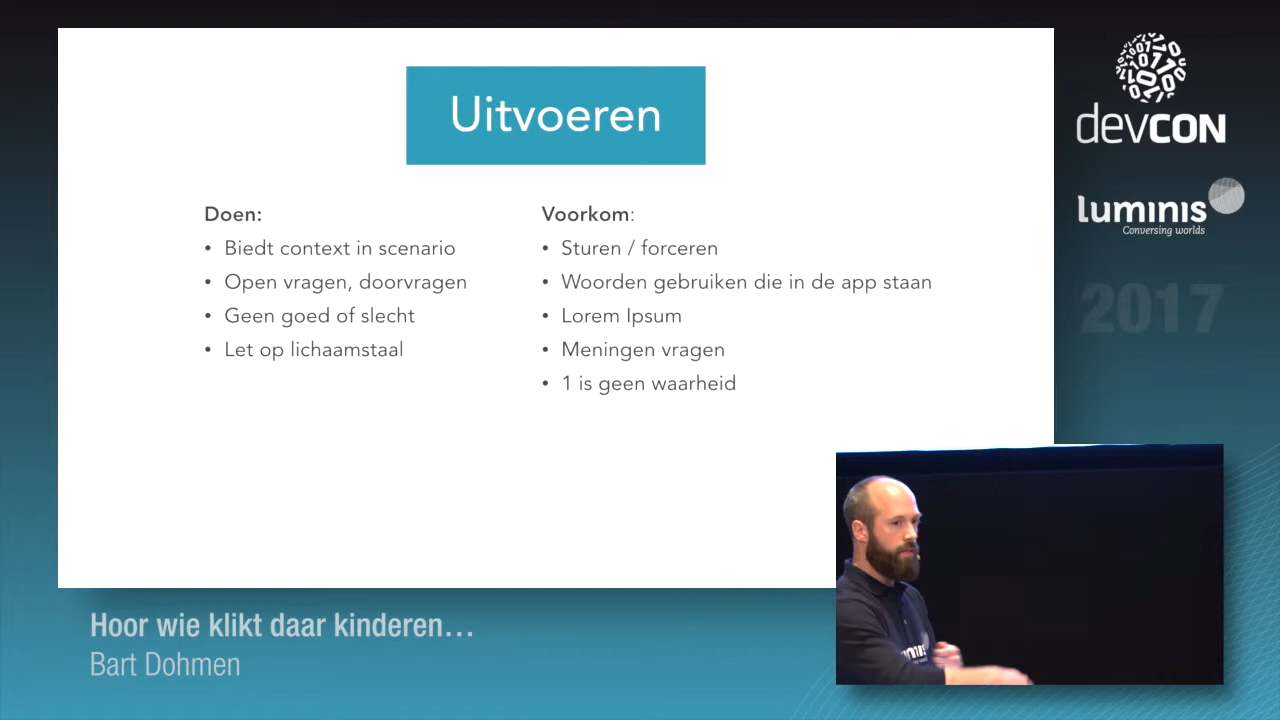 Uitvoeren
Doen:
• Biedt context in scenario
• Open vragen, doorvragen
• Geen goed of slecht
• Let op lichaamstaal
Voorkom:
• Sturen / forceren
• Woorden gebruiken die in de app staan
• Lorem Ipsum
• Meningen vragen
• 1 is geen waarheid
devcon
luminis
Conversing worlds
2017
Hoor wie klikt daar kinderen…
Bart Dohmen